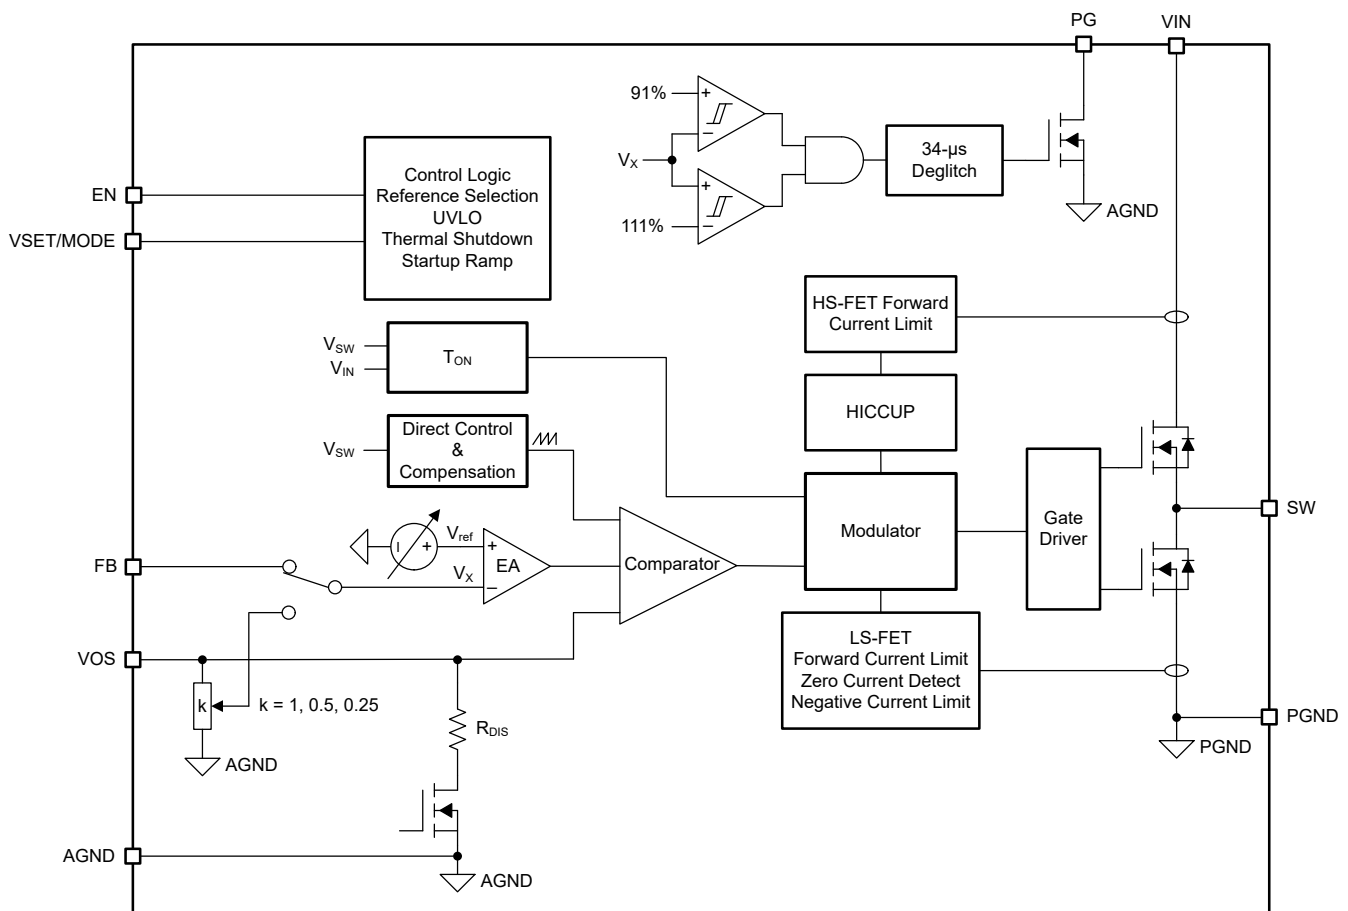 PG
VIN
91%
+
−
VX
34-µs
Deglitch
+
111%
−
AGND
EN
VSET/MODE
Control Logic
Reference Selection
UVLO
Thermal Shutdown
Startup Ramp
HS-FET Forward
Current Limit
VSW
VIN
TON
HICCUP
VSW
Direct Control
&
Compensation
Modulator
Gate
Driver
SW
FB
Vref
+
+
VX
−
EA
Comparator
VOS
k
k = 1, 0.5, 0.25
AGND
RDIS
LS-FET
Forward Current Limit
Zero Current Detect
Negative Current Limit
PGND
PGND
AGND
AGND